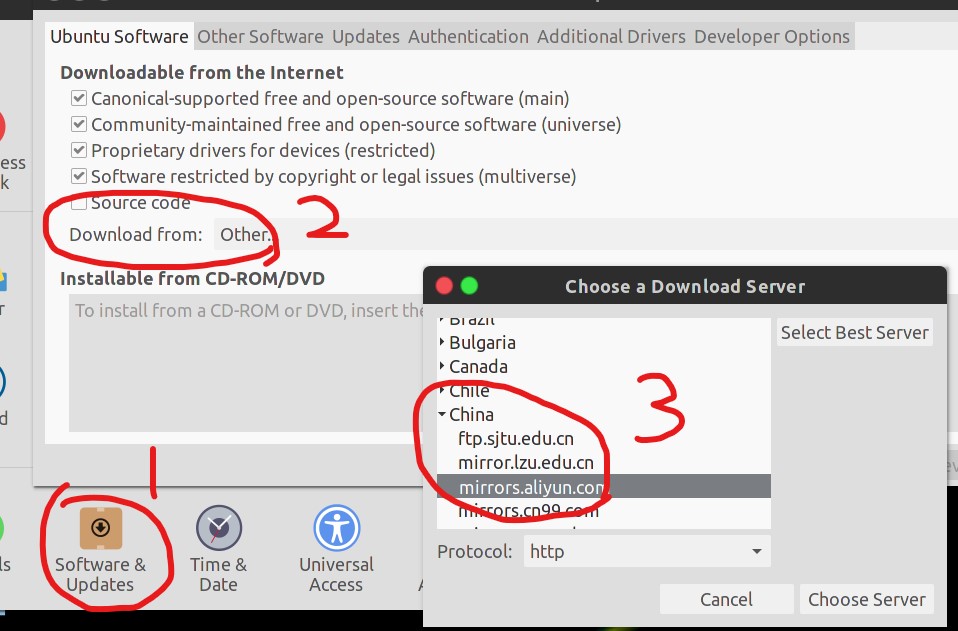 Ubuntu Software Other Software Updates Authentication Additional Drivers Developer Options
Downloadable from the Internet
Canonical-supported free and open-source software (main)
Community-maintained free and open-source software (universe)
Proprietary drivers for devices (restricted)
Software restricted by copyright or legal issues (multiverse)
Source code
Download from: Other...
2
Installable from CD-ROM/DVD
To install from a CD-ROM or DVD, insert the
Choose a Download Server
Brazil
Bulgaria
Canada
Chile
China
ftp.sjtu.edu.cn
mirror.lzu.edu.cn
mirrors.aliyun.com
mirrors.cn99.com
Select Best Server
3
Protocol: http
Cancel Choose Server
1
Software &
Updates
Time &
Date
Universal
Access